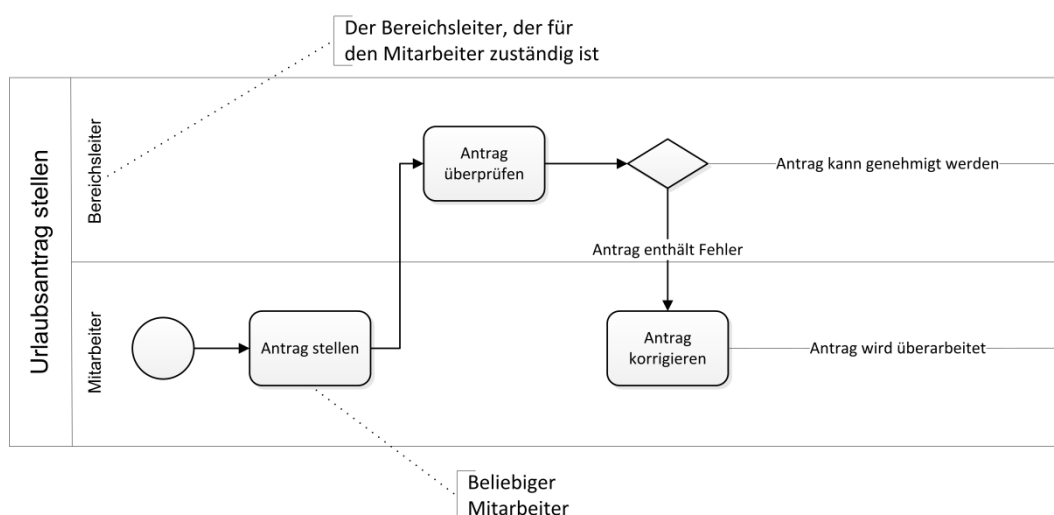 Der Bereichsleiter, der für
den Mitarbeiter zuständig ist
Urlaubsantrag stellen
Bereichsleiter
Antrag
überprüfen
Antrag kann genehmigt werden
Antrag enthält Fehler
Mitarbeiter
Antrag stellen
Antrag
korrigieren
Antrag wird überarbeitet
Beliebiger
Mitarbeiter